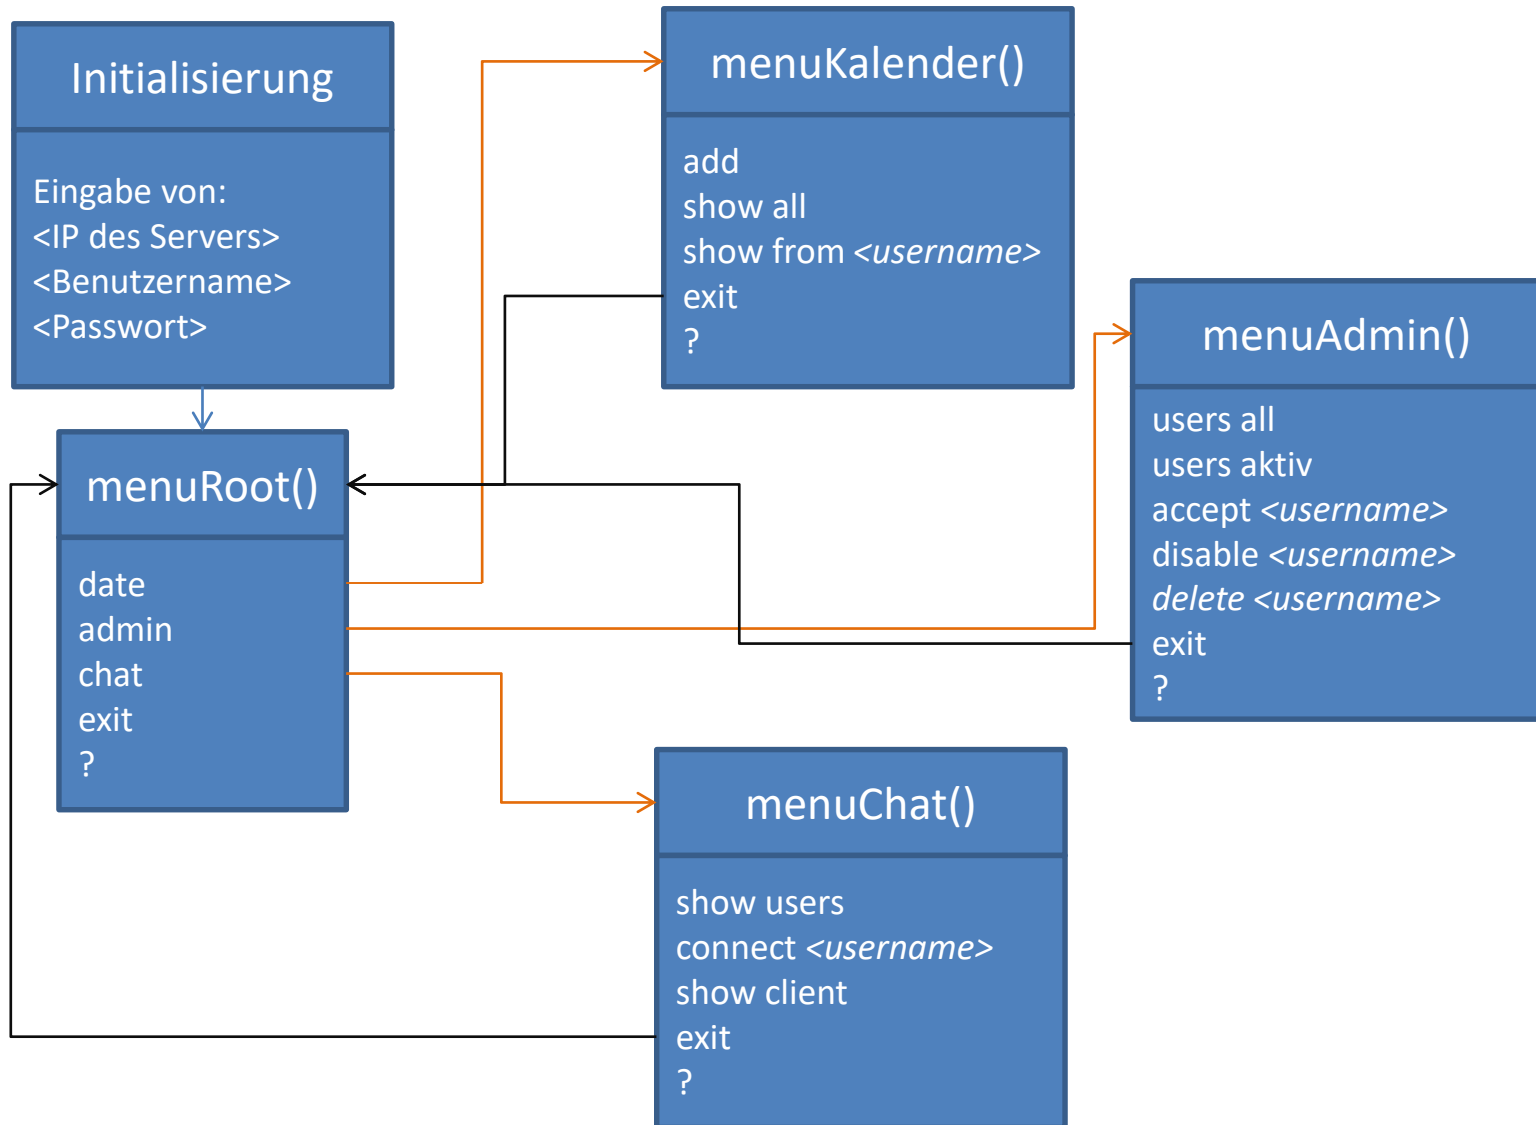 Initialisierung
Eingabe von:
<IP des Servers>
<Benutzername>
<Passwort>
menuKalender()
add
show all
show from <username>
exit
?
menuAdmin()
users all
users aktiv
accept <username>
disable <username>
delete <username>
exit
?
menuRoot()
date
admin
chat
exit
?
menuChat()
show users
connect <username>
show client
exit
?